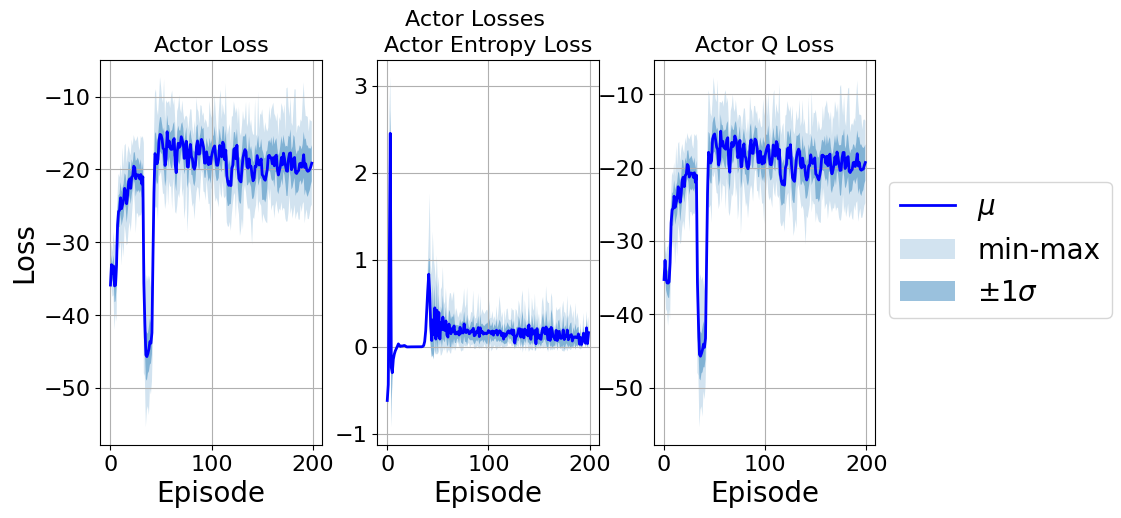 Actor Losses
Actor Loss
Actor Entropy Loss
Actor Q Loss
Loss
−10
−20
−30
−40
−50
0
100
200
Episode
3
2
1
0
−1
0
100
200
Episode
−10
−20
−30
−40
−50
0
100
200
Episode
μ
min-max
±1σ